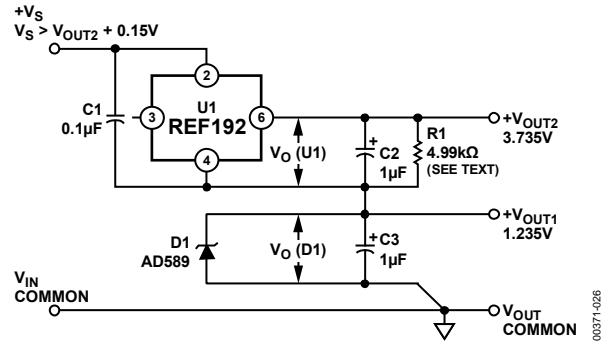 +VS
VS > VOUT2 + 0.15V
2
U1
REF192
3
6
4
C1
0.1µF
VO (U1)
+
C2
1µF
R1
4.99kΩ
(SEE TEXT)
+VOUT2
3.735V
+VOUT1
1.235V
D1
AD589
VO (D1)
+
C3
1µF
VIN
COMMON
VOUT
COMMON
00371-026